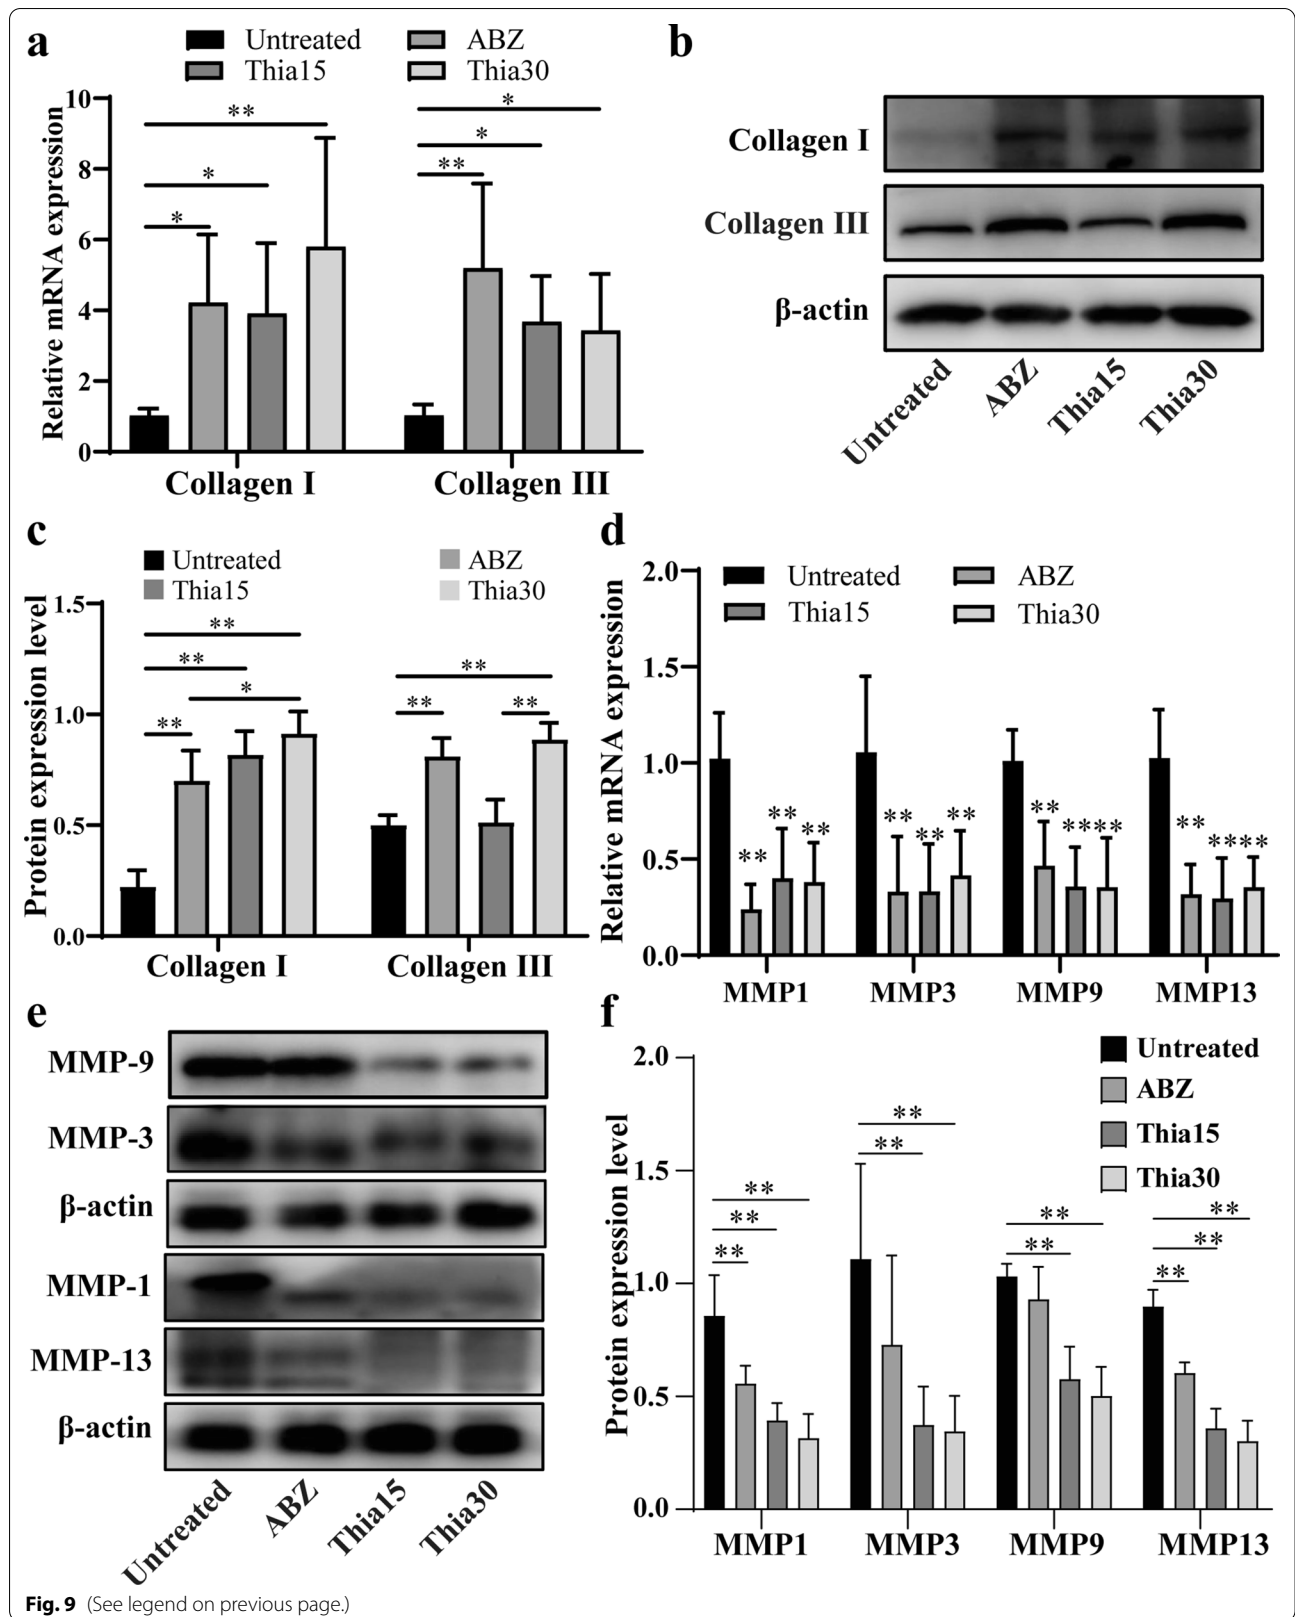 a
Untreated ABZ
Thia15 Thia30
Relative mRNA expression
10
8
6
4
2
0
** * *
* * **
Collagen I Collagen III
b
Collagen I
Collagen III
β-actin
Untreated ABZ Thia15 Thia30
c
Untreated ABZ
Thia15 Thia30
Protein expression level
1.5
1.0
0.5
0.0
** ** * **
** ** **
Collagen I Collagen III
d
Untreated ABZ
Thia15 Thia30
Relative mRNA expression
2.0
1.5
1.0
0.5
0.0
** ** ** ** ** ** ** **** ** ****
MMP1 MMP3 MMP9 MMP13
e
MMP-9
MMP-3
β-actin
MMP-1
MMP-13
β-actin
Untreated ABZ Thia15 Thia30
f
Untreated
ABZ
Thia15
Thia30
Protein expression level
2.0
1.5
1.0
0.5
0.0
** ** ** ** ** ** ** ** ** **
MMP1 MMP3 MMP9 MMP13
Fig. 9 (See legend on previous page.)